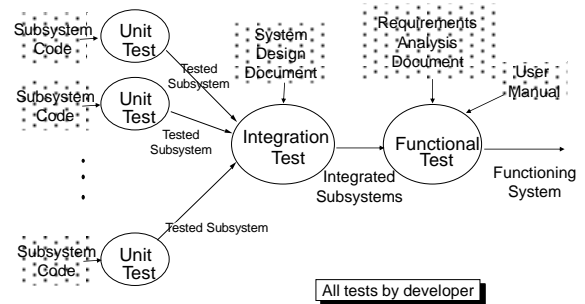 Subsystem
Code
Unit
Test
Tested
Subsystem
System
Design
Document
Requirements
Analysis
Document
User
Manual
Subsystem
Code
Unit
Test
Tested
Subsystem
Integration
Test
Integrated
Subsystems
Functional
Test
Functioning
System
Tested Subsystem
Subsystem
Code
Unit
Test
All tests by developer